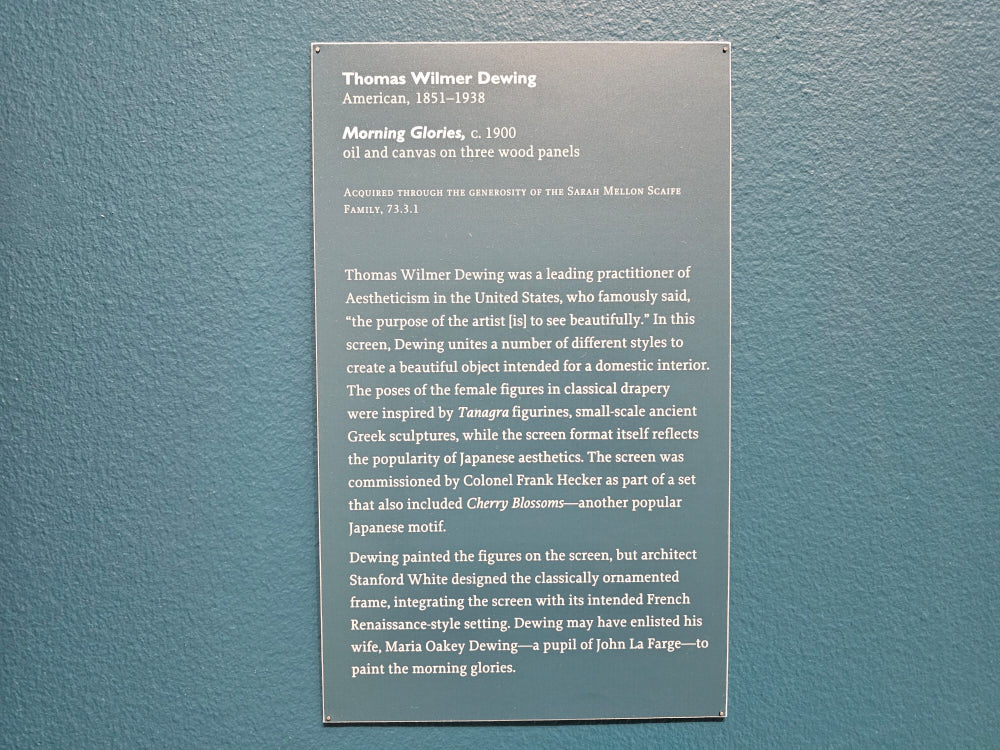 Thomas Wilmer Dewing
American, 1851–1938
Morning Glories, c. 1900
oil and canvas on three wood panels
Acquired through the generosity of the Sarah Mellon Scaife
Family, 73.3.1
Thomas Wilmer Dewing was a leading practitioner of
Aestheticism in the United States, who famously said,
“the purpose of the artist [is] to see beautifully.” In this
screen, Dewing unites a number of different styles to
create a beautiful object intended for a domestic interior.
The poses of the female figures in classical drapery
were inspired by Tanagra figurines, small-scale ancient
Greek sculptures, while the screen format itself reflects
the popularity of Japanese aesthetics. The screen was
commissioned by Colonel Frank Hecker as part of a set
that also included Cherry Blossoms—another popular
Japanese motif.
Dewing painted the figures on the screen, but architect
Stanford White designed the classically ornamented
frame, integrating the screen with its intended French
Renaissance-style setting. Dewing may have enlisted his
wife, Maria Oakey Dewing—a pupil of John La Farge—to
paint the morning glories.